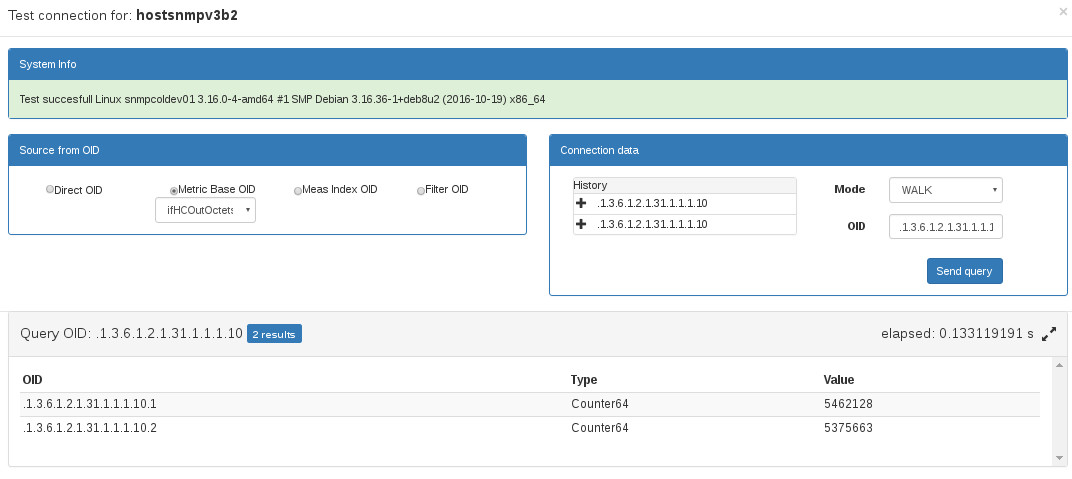 Test connection for: hostsnmpv3b2
×
System Info
Test succesfull Linux snmpcoldev01 3.16.0-4-amd64 #1 SMP Debian 3.16.36-1+deb8u2 (2016-10-19) x86_64
Source from OID
Direct OID
Metric Base OID
Meas Index OID
Filter OID
ifHCOutOctets
Connection data
History
.1.3.6.1.2.1.31.1.1.1.10
.1.3.6.1.2.1.31.1.1.1.10
Mode
WALK
OID
.1.3.6.1.2.1.31.1.1.1
Send query
Query OID: .1.3.6.1.2.1.31.1.1.1.10 2 results
elapsed: 0.133119191 s
OID Type Value
.1.3.6.1.2.1.31.1.1.1.10.1 Counter64 5462128
.1.3.6.1.2.1.31.1.1.1.10.2 Counter64 5375663